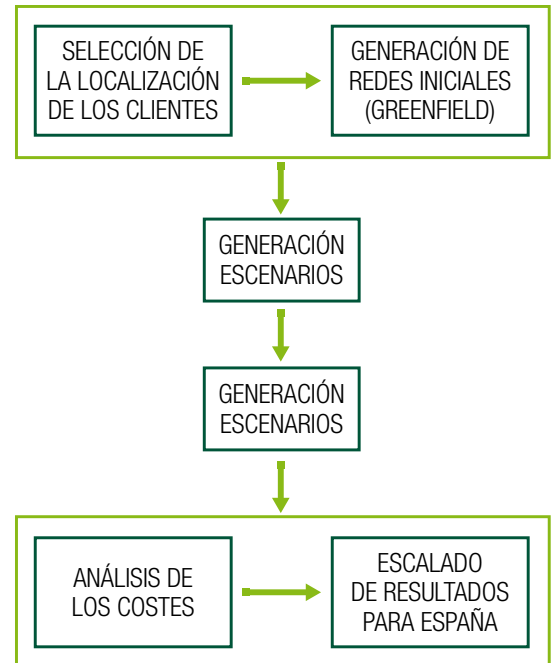 SELECCIÓN DE
LA LOCALIZACIÓN
DE LOS CLIENTES
GENERACIÓN DE
REDES INICIALES
(GREENFIELD)
GENERACIÓN
ESCENARIOS
GENERACIÓN
ESCENARIOS
ANÁLISIS DE
LOS COSTES
ESCALADO
DE RESULTADOS
PARA ESPAÑA